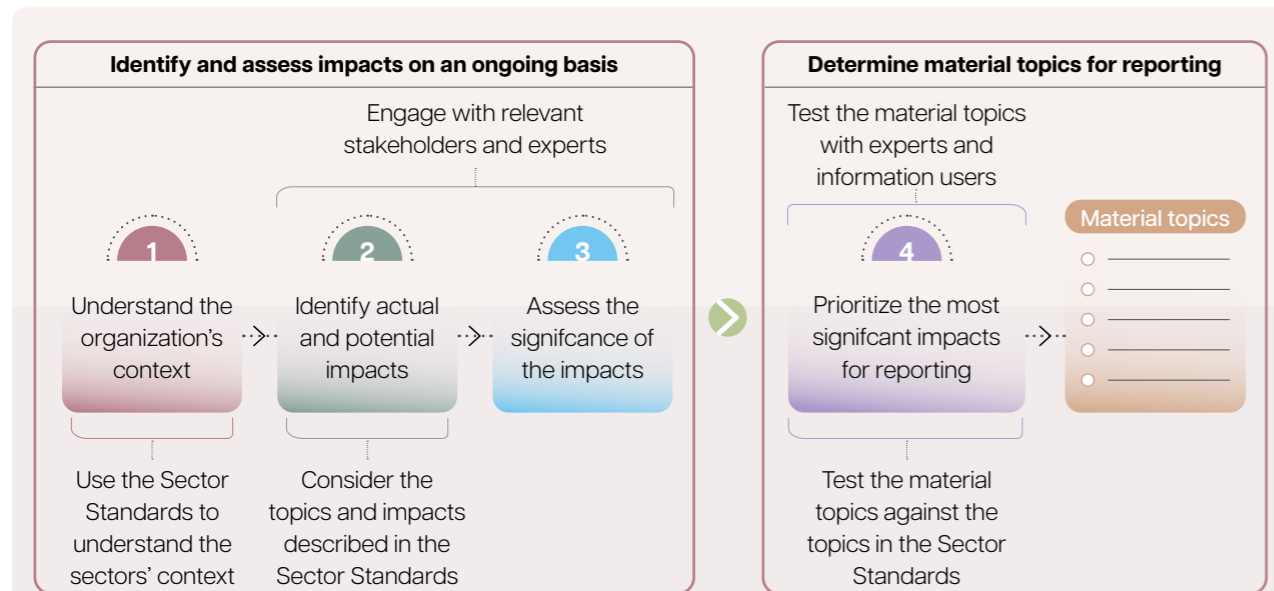 Identify and assess impacts on an ongoing basis
Engage with relevant
stakeholders and experts
1
Understand the
organization's
context
2
Identify actual
and potential
impacts
3
Assess the
signifcance of
the impacts
Use the Sector
Standards to
understand the
sectors' context
Consider the
topics and impacts
described in the
Sector Standards
Determine material topics for reporting
Test the material topics
with experts and
information users
4
Prioritize the most
signifcant impacts
for reporting
Test the material
topics against the
topics in the Sector
Standards
Material topics